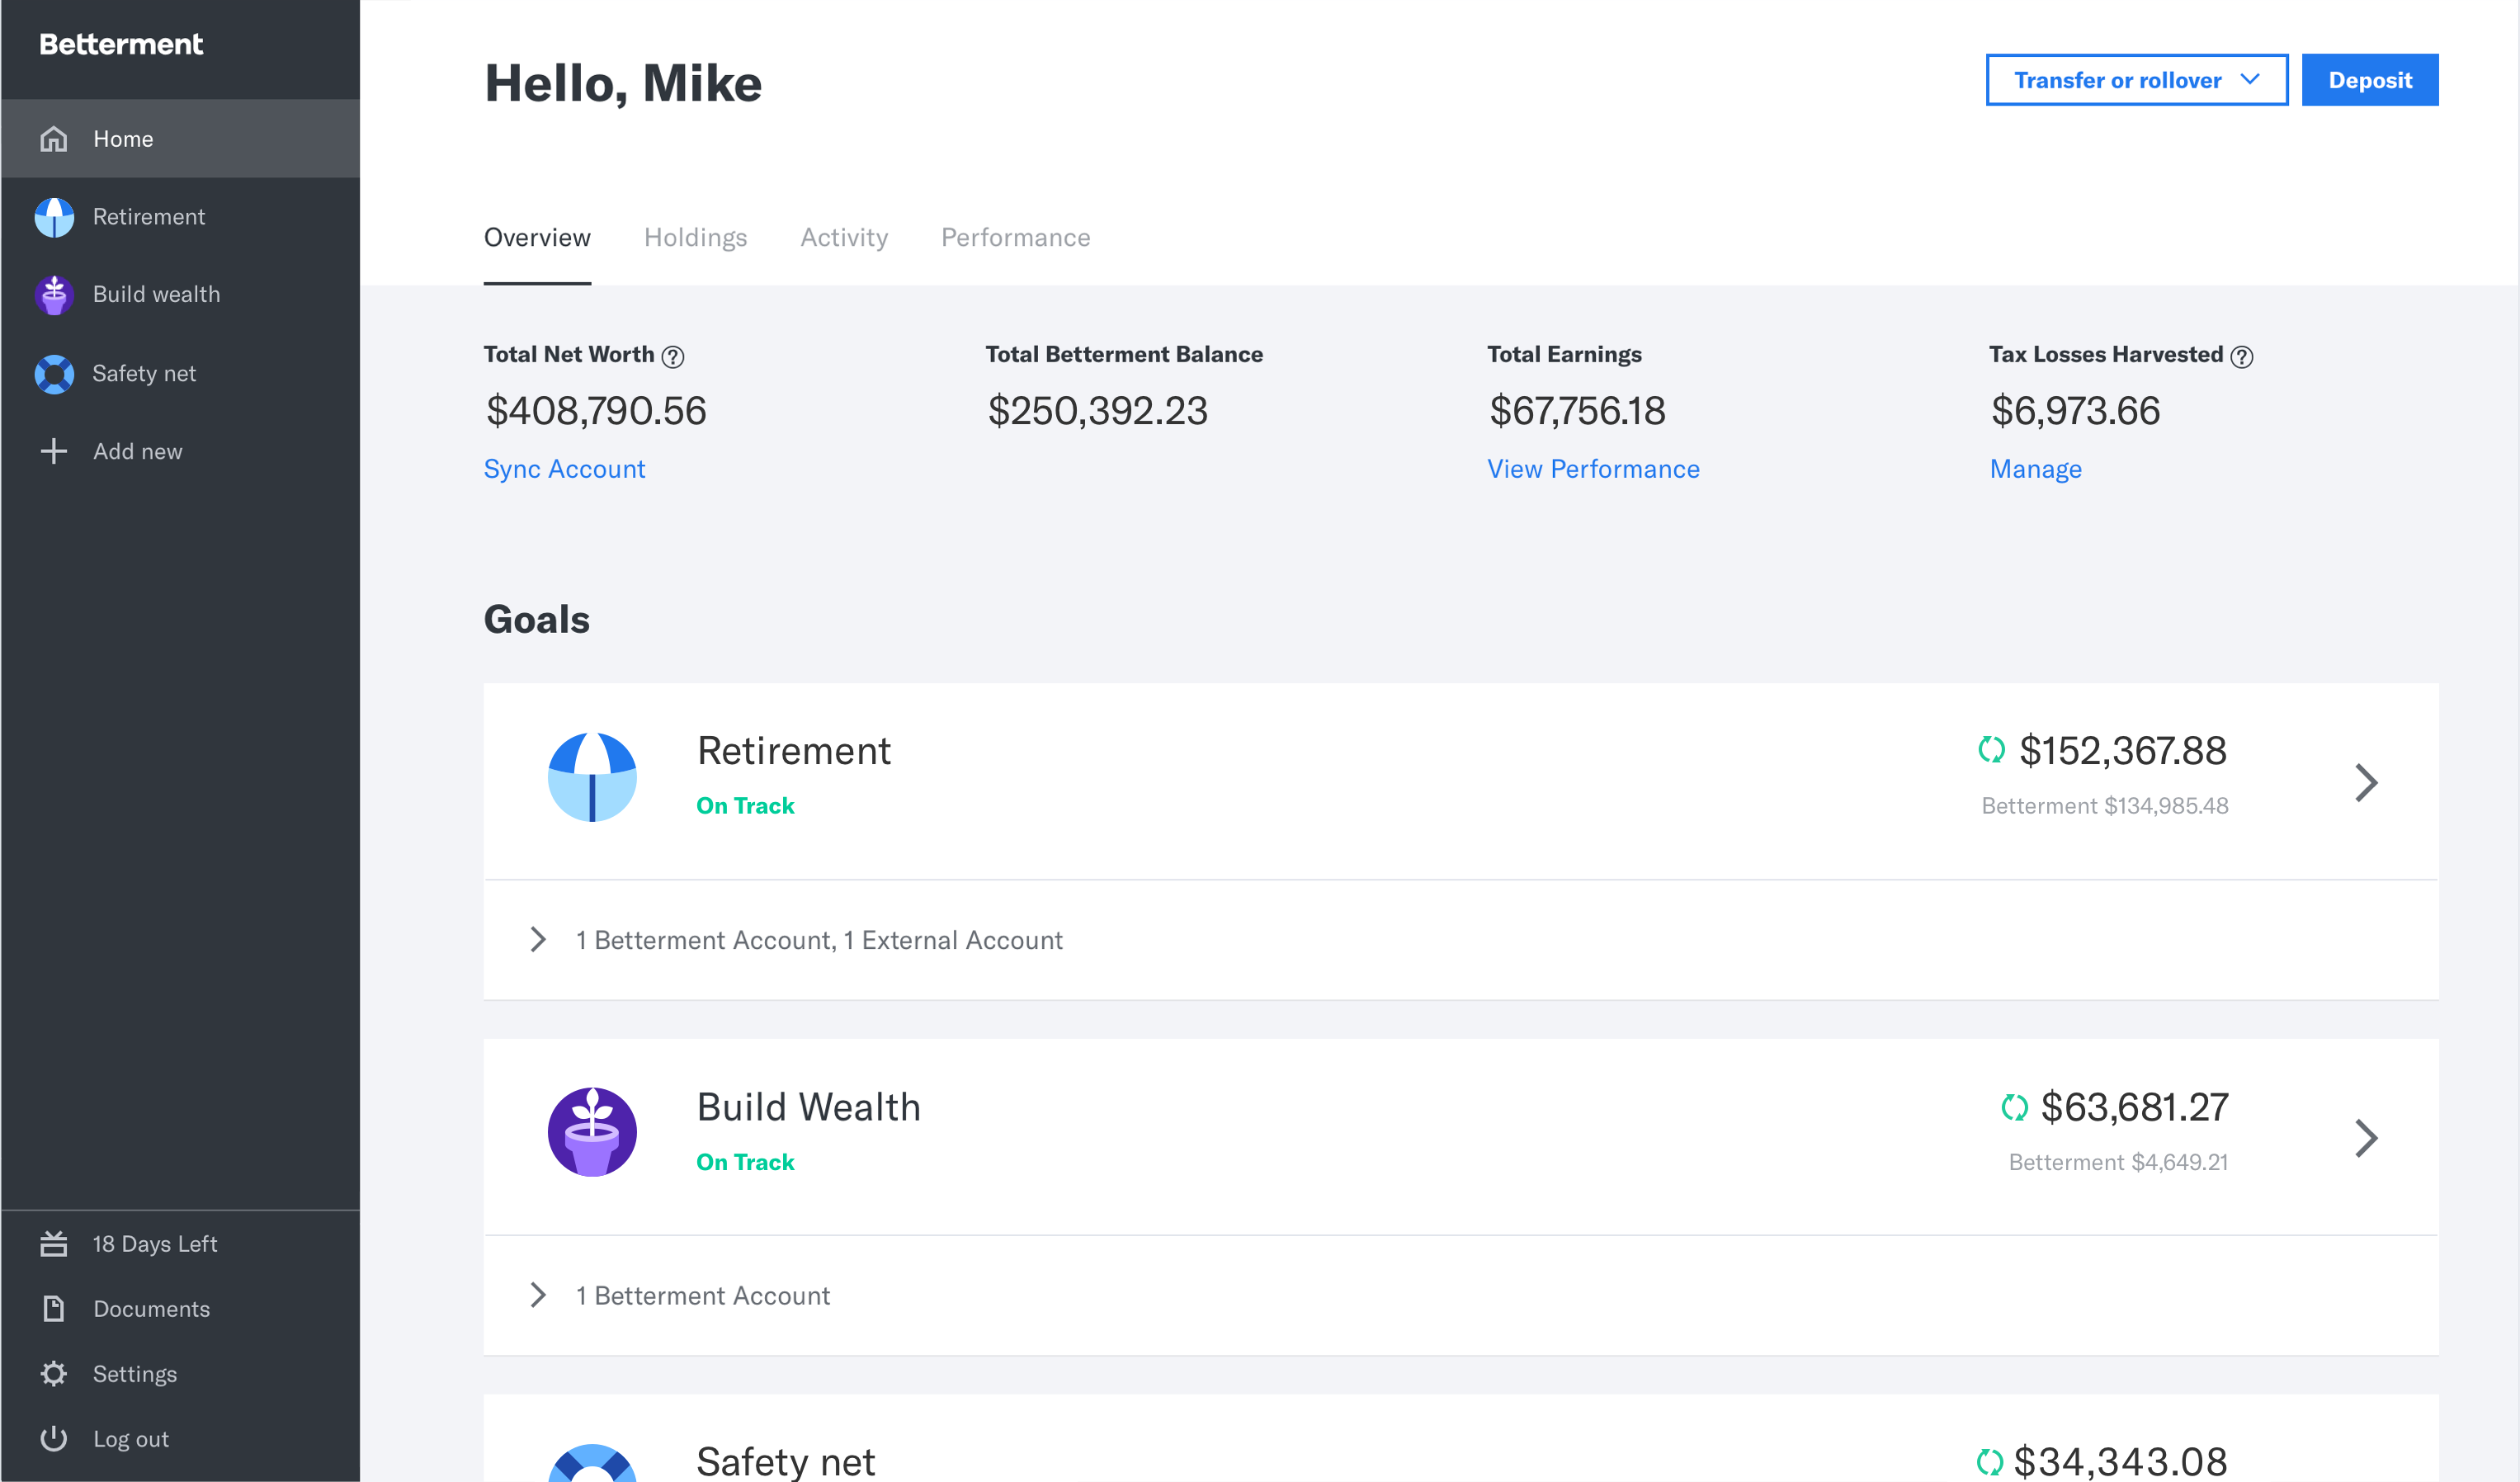 Betterment
Home
Retirement
Build wealth
Safety net
Add new
18 Days Left
Documents
Settings
Log out
Hello, Mike
Transfer or rollover
Deposit
Overview Holdings Activity Performance
Total Net Worth ?
$408,790.56
Sync Account
Total Betterment Balance
$250,392.23
Total Earnings
$67,756.18
View Performance
Tax Losses Harvested ?
$6,973.66
Manage
Goals
Retirement
On Track
$152,367.88
Betterment $134,985.48
1 Betterment Account, 1 External Account
Build Wealth
On Track
$63,681.27
Betterment $4,649.21
1 Betterment Account
Safety net
$34,343.08